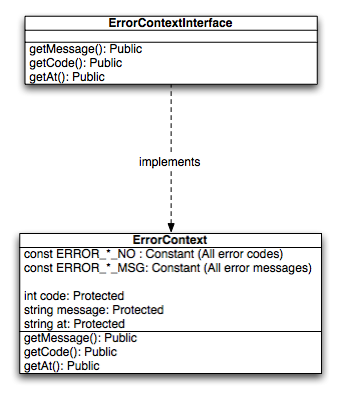 ErrorContextInterface
getMessage(): Public
getCode(): Public
getAt(): Public
implements
ErrorContext
const ERROR_*_NO : Constant (All error codes)
const ERROR_*_MSG: Constant (All error messages)
int code: Protected
string message: Protected
string at: Protected
getMessage(): Public
getCode(): Public
getAt(): Public